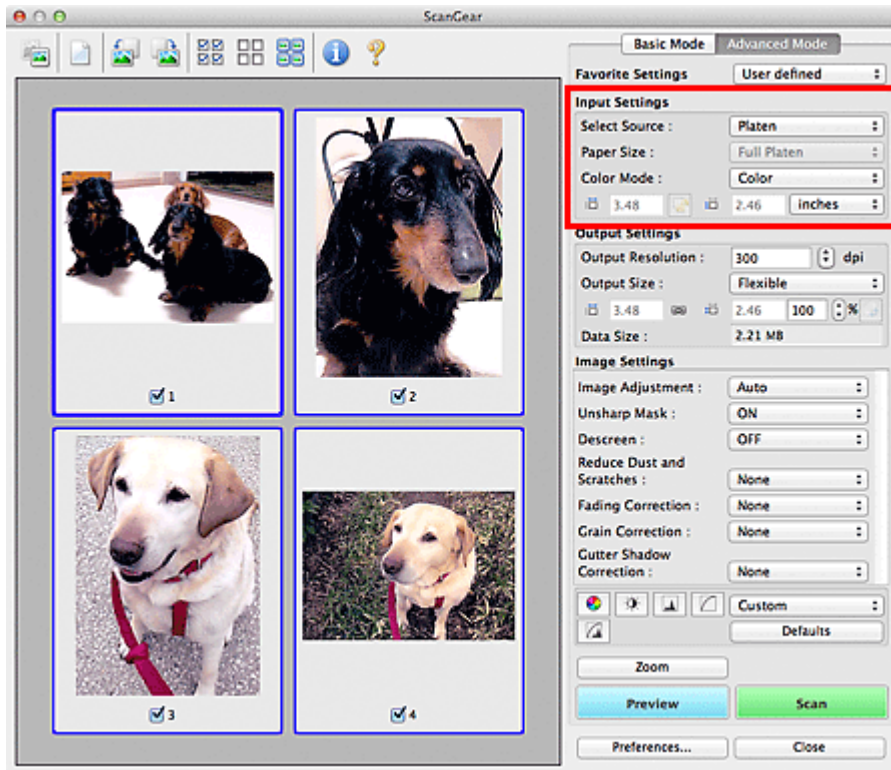 ScanGear
Basic Mode Advanced Mode
Favorite Settings User defined
Input Settings
Select Source : Platen
Paper Size : Full Platen
Color Mode : Color
3.48 2.46 inches
Output Settings
Output Resolution : 300 dpi
Output Size : Flexible
3.48 2.46 100 %
Data Size : 2.21 MB
Image Settings
Image Adjustment : Auto
Unsharp Mask : ON
Descreen : OFF
Reduce Dust and
Scratches : None
Fading Correction : None
Grain Correction : None
Gutter Shadow
Correction : None
Custom
Defaults
Zoom
Preview Scan
Preferences... Close
1
2
3
4